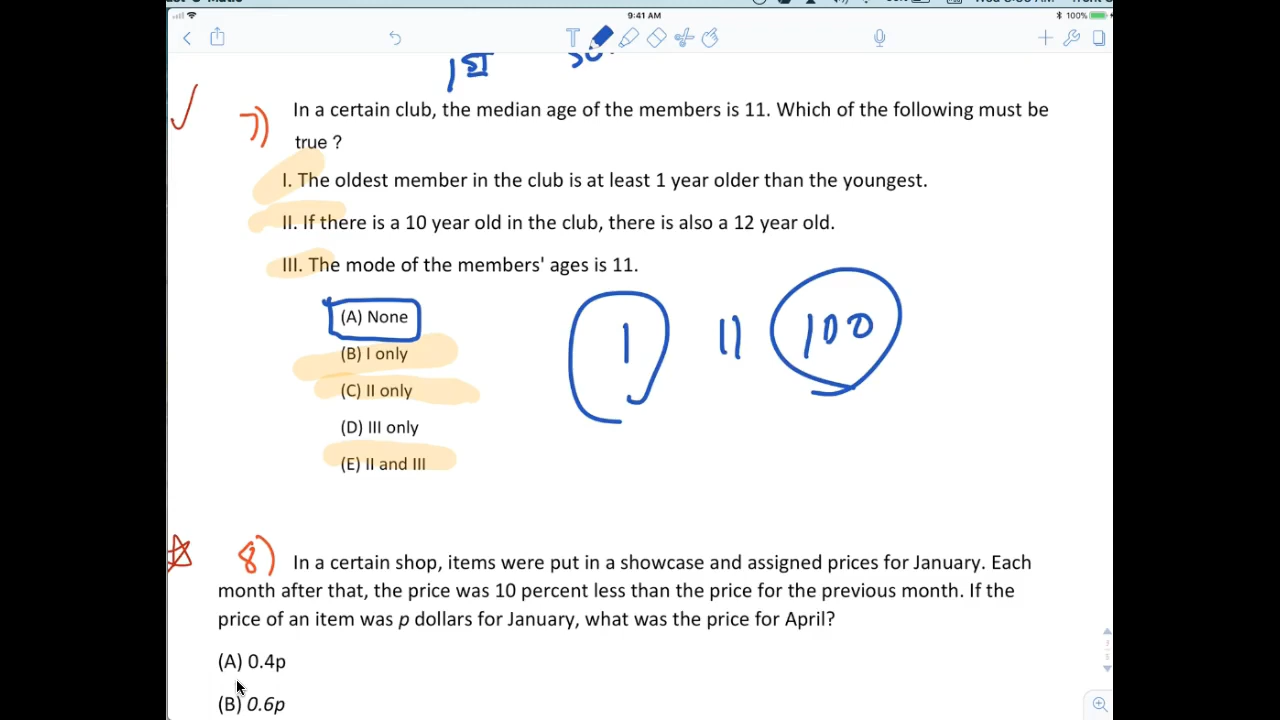 9:41 AM
100%
1ST
7)
In a certain club, the median age of the members is 11. Which of the following must be
true ?
I. The oldest member in the club is at least 1 year older than the youngest.
II. If there is a 10 year old in the club, there is also a 12 year old.
III. The mode of the members' ages is 11.
(A) None
(B) I only
(C) II only
(D) III only
(E) II and III
1 11 100
8)
In a certain shop, items were put in a showcase and assigned prices for January. Each
month after that, the price was 10 percent less than the price for the previous month. If the
price of an item was p dollars for January, what was the price for April?
(A) 0.4p
(B) 0.6p